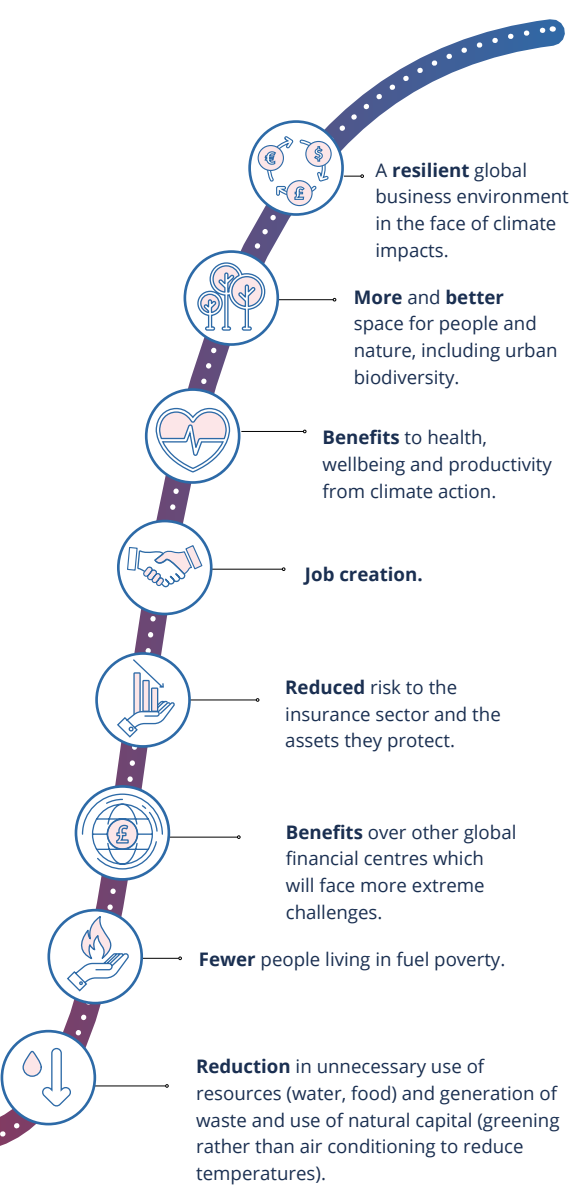 €
$
£
A resilient global
business environment
in the face of climate
impacts.
More and better
space for people and
nature, including urban
biodiversity.
Benefits to health,
wellbeing and productivity
from climate action.
Job creation.
Reduced risk to the
insurance sector and the
assets they protect.
£
Benefits over other global
financial centres which
will face more extreme
challenges.
Fewer people living in fuel poverty.
Reduction in unnecessary use of
resources (water, food) and generation of
waste and use of natural capital (greening
rather than air conditioning to reduce
temperatures).